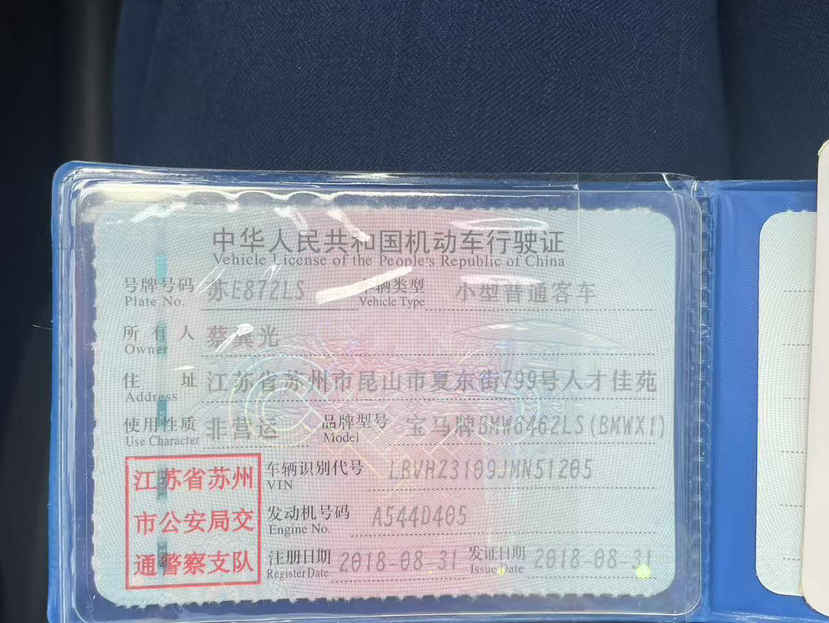 中华人民共和国机动车行驶证
Vehicle License of the People's Republic of China
号牌号码 苏E872LS 车辆类型 小型普通客车
Plate No. Vehicle Type
所有人 蔡 光
Owner
住址 江苏省苏州市昆山市夏东街799号人才佳苑
Address
使用性质 非营运 品牌型号 宝马牌BMW6462LS(BMWX1)
Use Character Model
江苏省苏州
市公安局交
通警察支队
车辆识别代号 LBVHZ3109JMN51205
VIN
发动机号码 A544D405
Engine No.
注册日期 2018-08-31 发证日期 2018-08-31
Register Date Issue Date